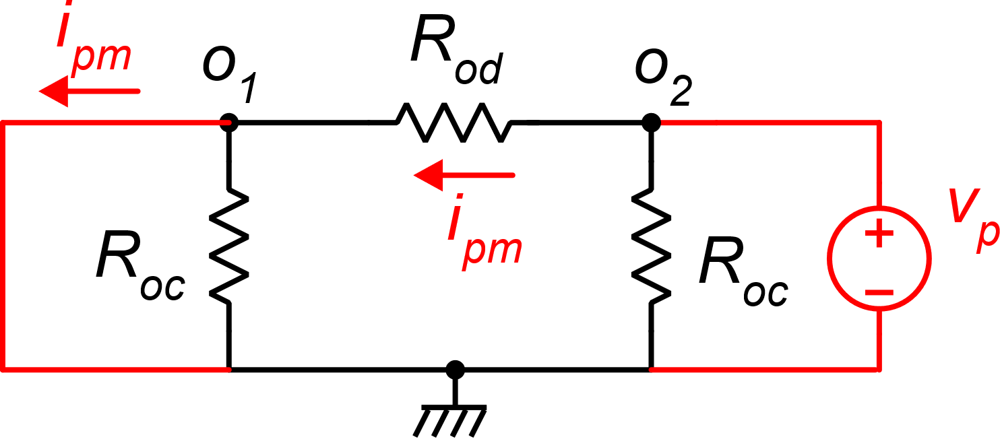 i_pm
o_1
R_od
o_2
i_pm
v_p
R_oc
R_oc
+
−